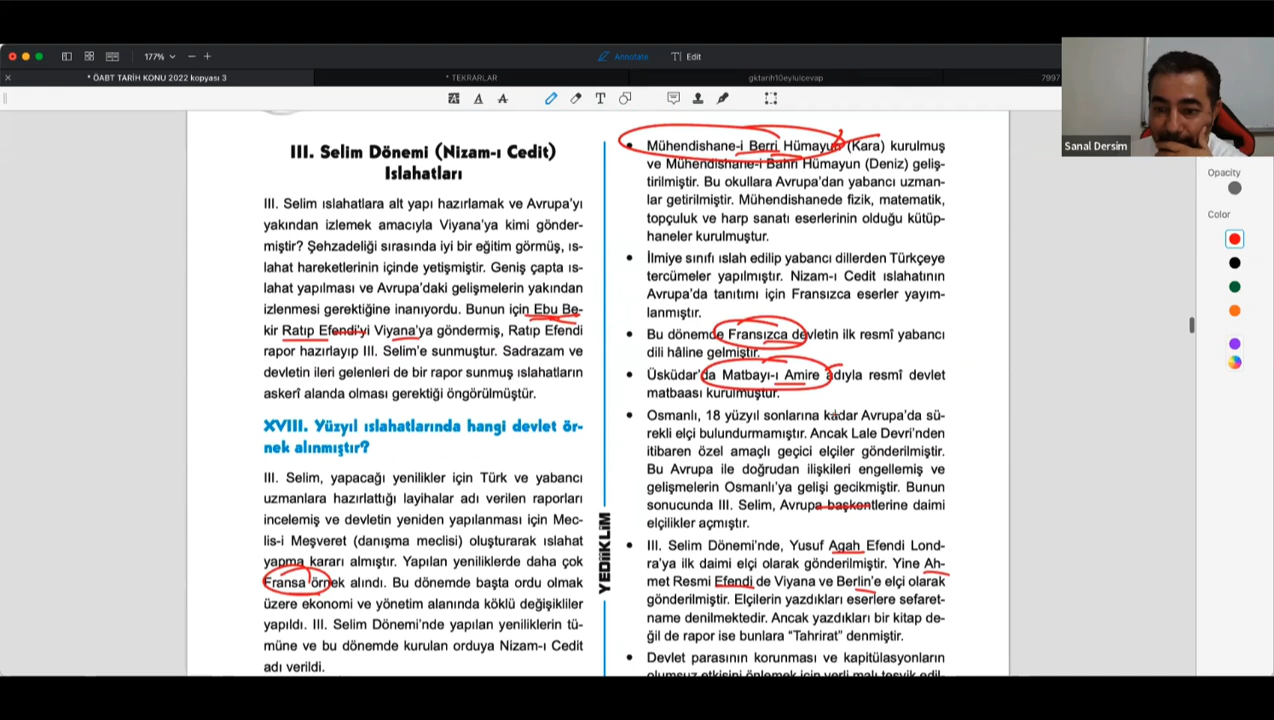 177%
Annotate
Edit
* ÖABT TARİH KONU 2022 kopyası 3
* TEKRARLAR
gktarih10eylulcevap
7997
Sanal Dersim
Opacity
Color
III. Selim Dönemi (Nizam-ı Cedit)
Islahatları
III. Selim ıslahatlara alt yapı hazırlamak ve Avrupa'yı
yakından izlemek amacıyla Viyana'ya kimi gönder-
miştir? Şehzadeliği sırasında iyi bir eğitim görmüş, ıs-
lahat hareketlerinin içinde yetişmiştir. Geniş çapta ıs-
lahat yapılması ve Avrupa'daki gelişmelerin yakından
izlenmesi gerektiğine inanıyordu. Bunun için Ebu Be-
kir Ratıp Efendi'yi Viyana'ya göndermiş, Ratıp Efendi
rapor hazırlayıp III. Selim'e sunmuştur. Sadrazam ve
devletin ileri gelenleri de bir rapor sunmuş ıslahatların
askerî alanda olması gerektiği öngörülmüştür.
XVIII. Yüzyıl ıslahatlarında hangi devlet ör-
nek alınmıştır?
III. Selim, yapacağı yenilikler için Türk ve yabancı
uzmanlara hazırlattığı layihalar adı verilen raporları
incelemiş ve devletin yeniden yapılanması için Mec-
lis-i Meşveret (danışma meclisi) oluşturarak ıslahat
yapma kararı almıştır. Yapılan yeniliklerde daha çok
Fransa örnek alındı. Bu dönemde başta ordu olmak
üzere ekonomi ve yönetim alanında köklü değişikliler
yapıldı. III. Selim Dönemi'nde yapılan yeniliklerin tü-
müne ve bu dönemde kurulan orduya Nizam-ı Cedit
adı verildi.
YEDİİKLİM
• Mühendishane-i Berri Hümayun (Kara) kurulmuş
ve Mühendishane-i Bahri Hümayun (Deniz) geliş-
tirilmiştir. Bu okullara Avrupa'dan yabancı uzman-
lar getirilmiştir. Mühendishanede fizik, matematik,
topçuluk ve harp sanatı eserlerinin olduğu kütüp-
haneler kurulmuştur.
• İlmiye sınıfı ıslah edilip yabancı dillerden Türkçeye
tercümeler yapılmıştır. Nizam-ı Cedit ıslahatının
Avrupa'da tanıtımı için Fransızca eserler yayım-
lanmıştır.
• Bu dönemde Fransızca devletin ilk resmî yabancı
dili hâline gelmiştir.
• Üsküdar'da Matbayı-ı Amire adıyla resmî devlet
matbaası kurulmuştur.
• Osmanlı, 18 yüzyıl sonlarına kadar Avrupa'da sü-
rekli elçi bulundurmamıştır. Ancak Lale Devri'nden
itibaren özel amaçlı geçici elçiler gönderilmiştir.
Bu Avrupa ile doğrudan ilişkileri engellemiş ve
gelişmelerin Osmanlı'ya gelişi gecikmiştir. Bunun
sonucunda III. Selim, Avrupa başkentlerine daimi
elçilikler açmıştır.
• III. Selim Dönemi'nde, Yusuf Agah Efendi Lond-
ra'ya ilk daimi elçi olarak gönderilmiştir. Yine Ah-
met Resmi Efendi de Viyana ve Berlin'e elçi olarak
gönderilmiştir. Elçilerin yazdıkları eserlere sefaret-
name denilmektedir. Ancak yazdıkları bir kitap de-
ğil de rapor ise bunlara "Tahrirat" denmiştir.
• Devlet parasının korunması ve kapitülasyonların
olumsuz etkisini önlemek için yerli malı teşvik edil-